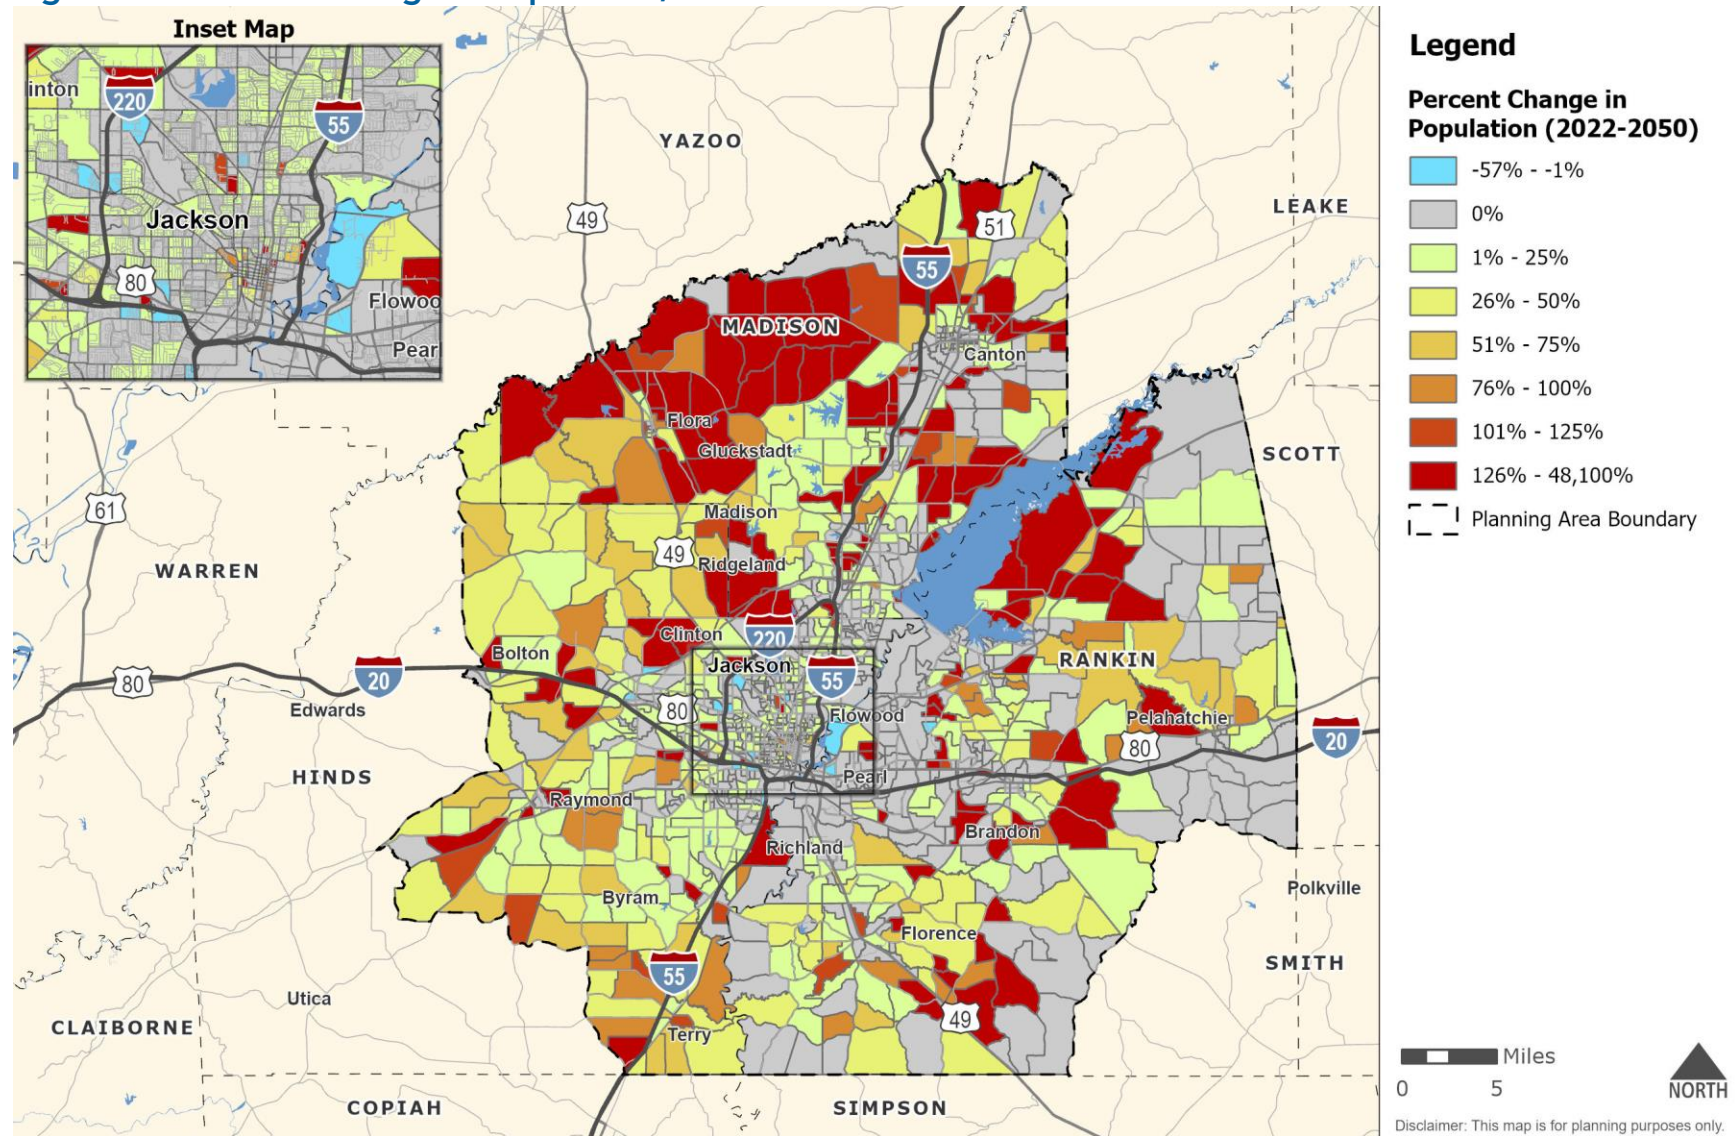 Inset Map
inton
220
55
Jackson
80
Flowoo
Pear
YAZOO
49
LEAKE
51
55
MADISON
Canton
Flora
Gluckstadt
SCOTT
61
Madison
49
Ridgeland
WARREN
Clinton
220
Bolton
Jackson
55
RANKIN
80
20
Edwards
80
Flowood
Pelahatchie
80
20
HINDS
Pearl
Raymond
Brandon
Richland
Polkville
Byram
Florence
SMITH
55
Utica
49
CLAIBORNE
Terry
COPIAH
SIMPSON
Legend
Percent Change in
Population (2022-2050)
-57% - -1%
0%
1% - 25%
26% - 50%
51% - 75%
76% - 100%
101% - 125%
126% - 48,100%
Planning Area Boundary
Miles
0 5
NORTH
Disclaimer: This map is for planning purposes only.